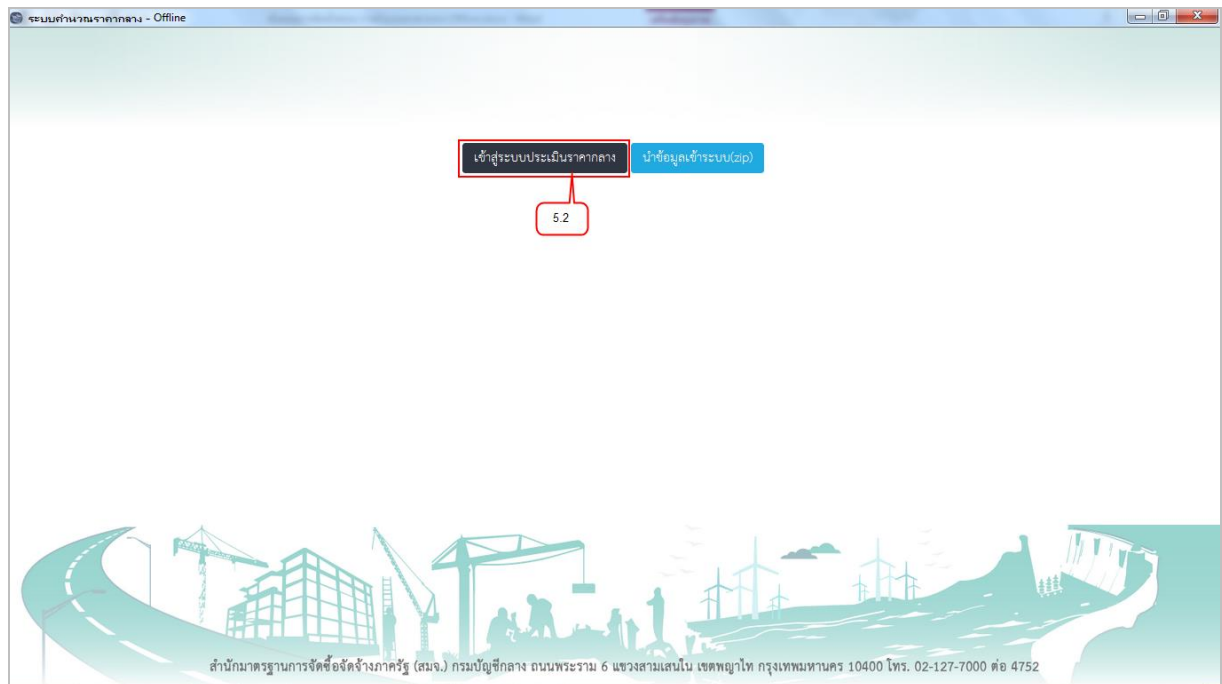 ระบบคำนวณราคากลาง - Offline
เข้าสู่ระบบประเมินราคากลาง นำข้อมูลเข้าระบบ(zip)
5.2
สำนักมาตรฐานการจัดซื้อจัดจ้างภาครัฐ (สมจ.) กรมบัญชีกลาง ถนนพระราม 6 แขวงสามเสนใน เขตพญาไท กรุงเทพมหานคร 10400 โทร. 02-127-7000 ต่อ 4752